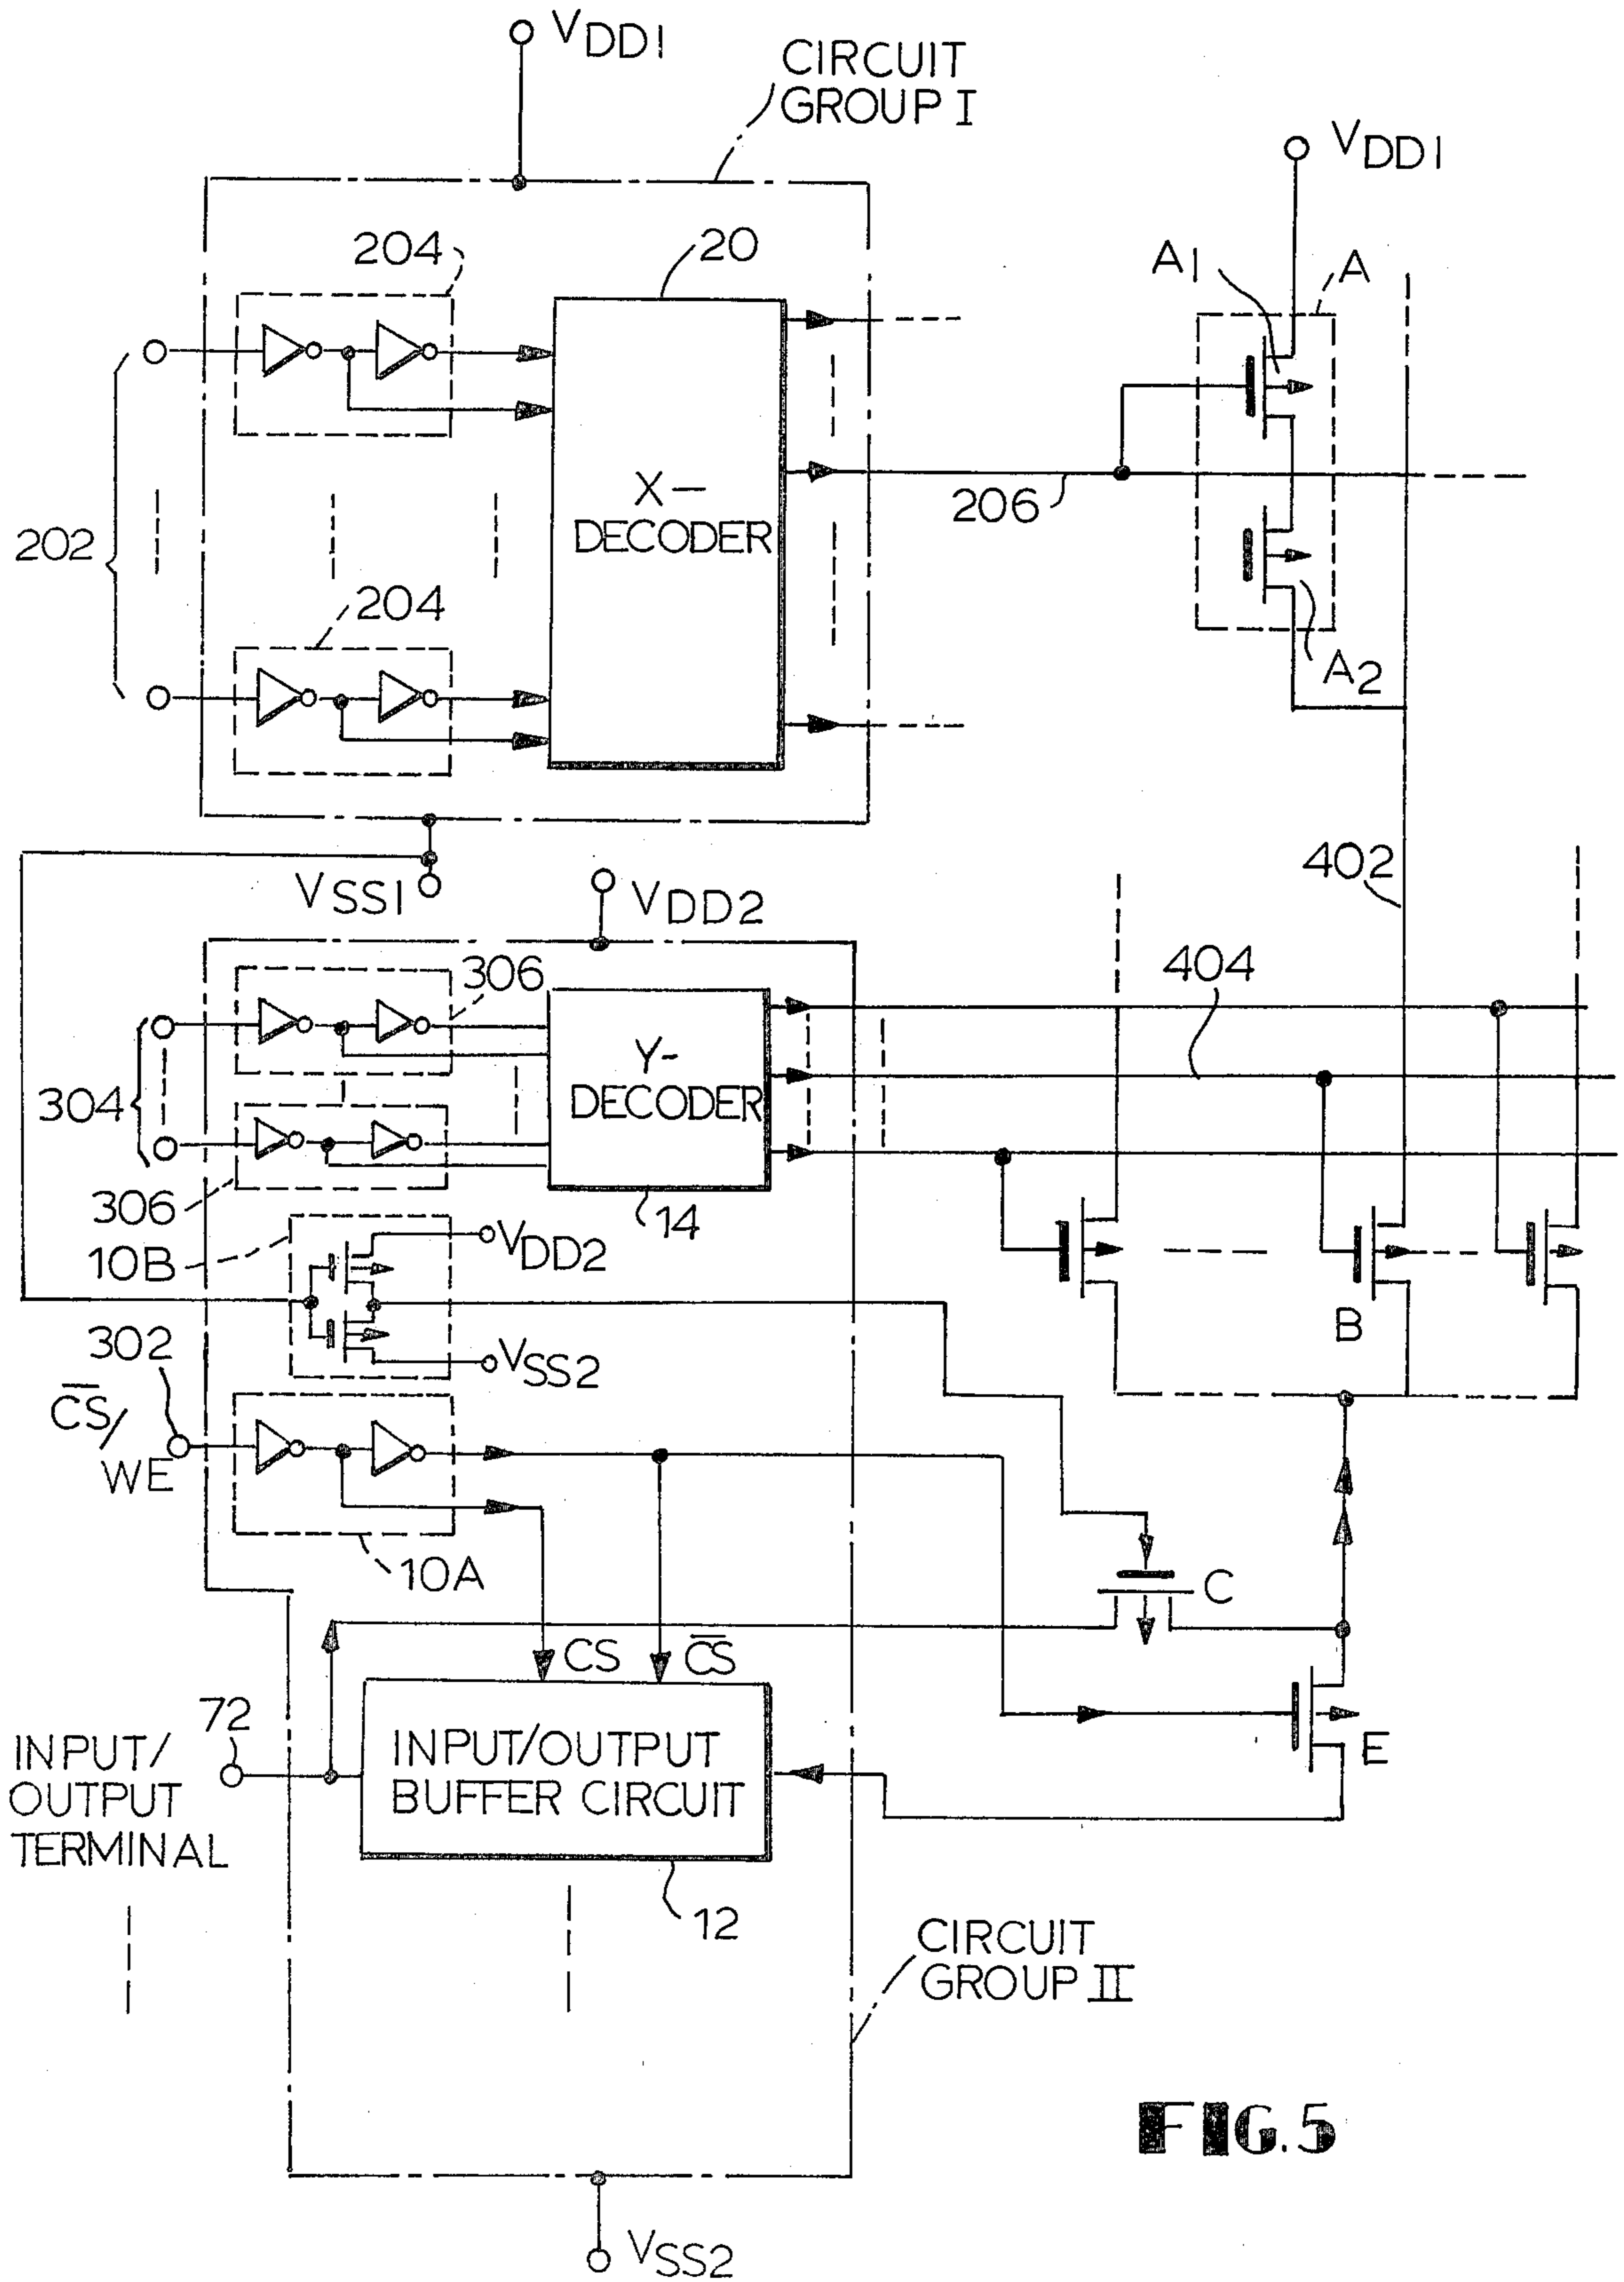 VDD1
CIRCUIT
GROUP I
VDD1
204
20
A1
A
X-
DECODER
206
202
204
A2
VSS1
VDD2
402
306
404
Y-
DECODER
304
306
14
10B
VDD2
VSS2
B
302
C̅S̅/
WE
10A
C
CS
C̅S̅
72
INPUT/
OUTPUT
TERMINAL
INPUT/OUTPUT
BUFFER CIRCUIT
E
12
CIRCUIT
GROUP II
VSS2
FIG. 5